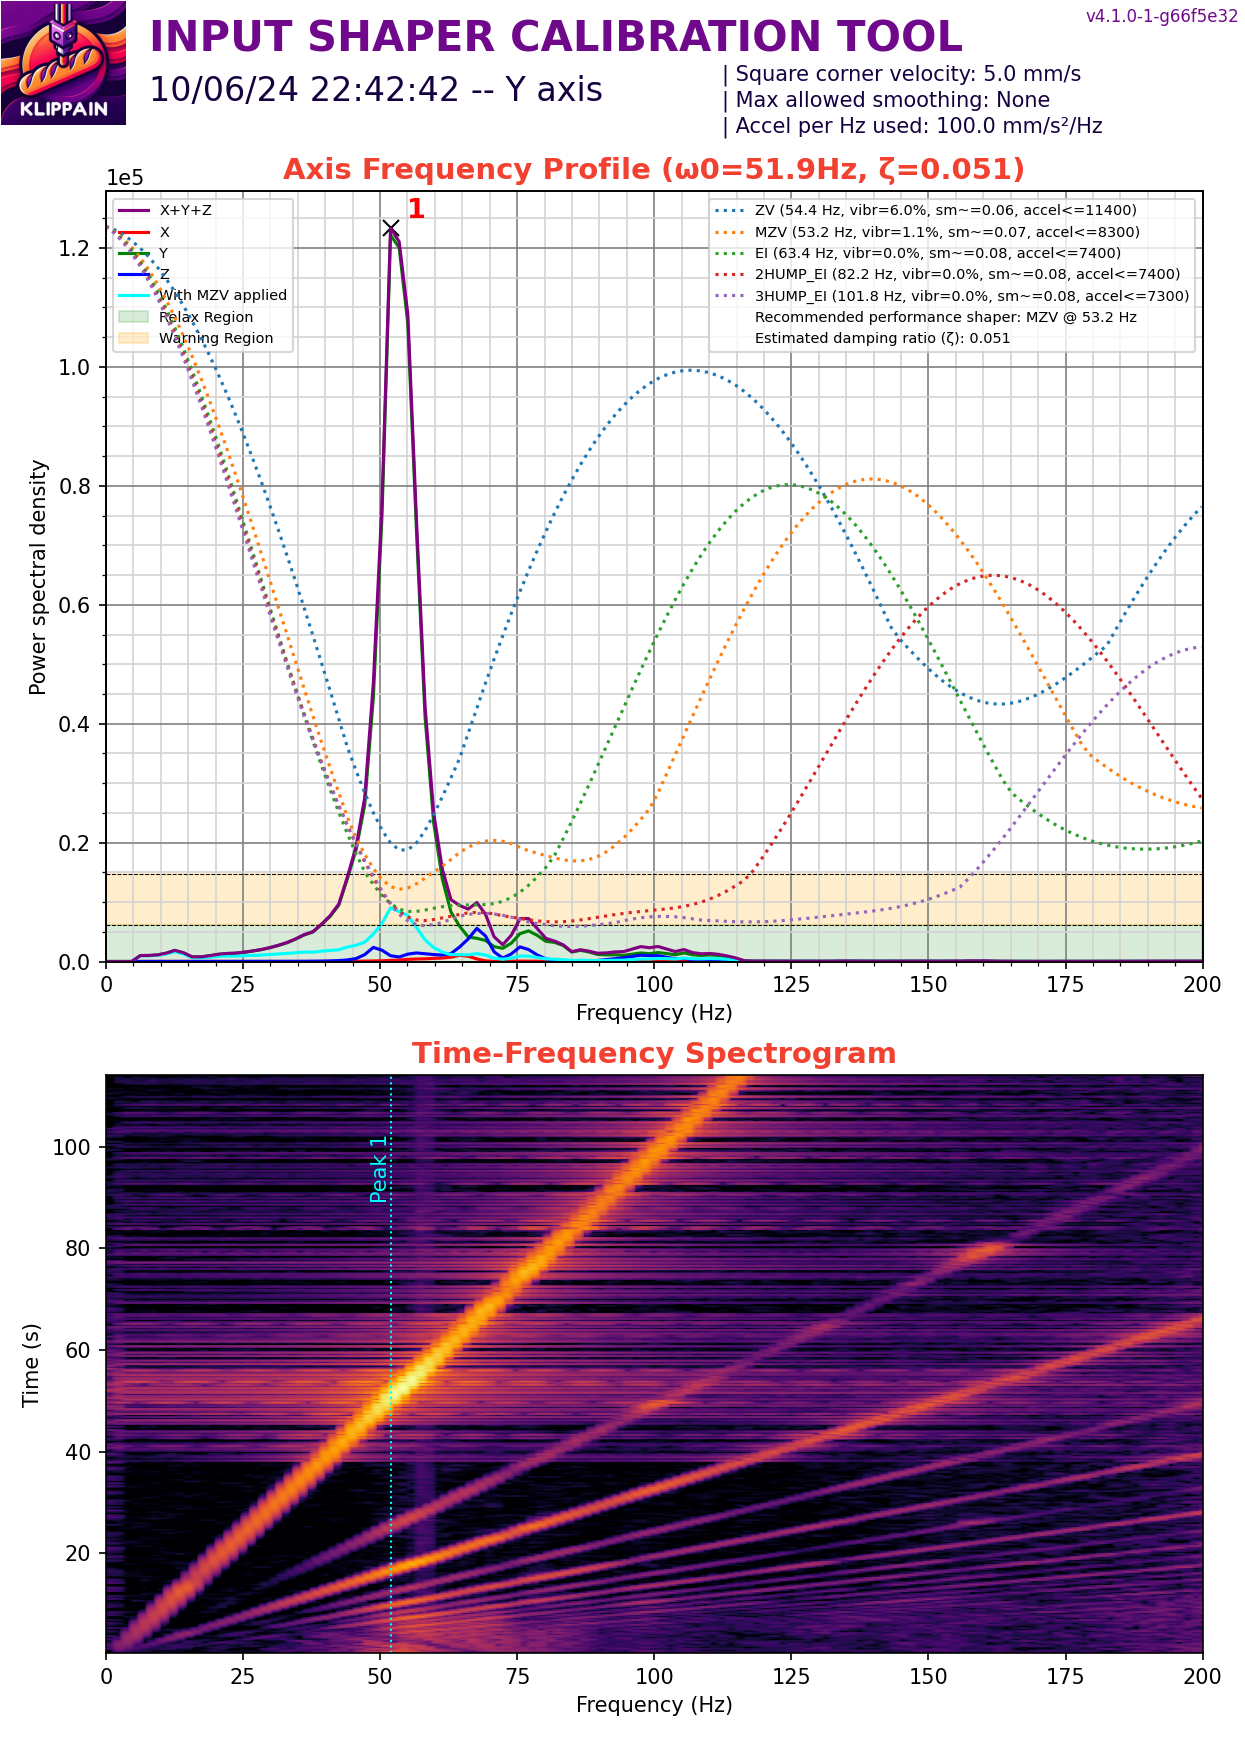 v4.1.0-1-g66f5e32
INPUT SHAPER CALIBRATION TOOL
10/06/24 22:42:42 -- Y axis
| Square corner velocity: 5.0 mm/s
| Max allowed smoothing: None
| Accel per Hz used: 100.0 mm/s²/Hz
KLIPPAIN
Axis Frequency Profile (ω0=51.9Hz, ζ=0.051)
1e5
1
X+Y+Z
X
Y
Z
With MZV applied
Relax Region
Warning Region
ZV (54.4 Hz, vibr=6.0%, sm~=0.06, accel<=11400)
MZV (53.2 Hz, vibr=1.1%, sm~=0.07, accel<=8300)
EI (63.4 Hz, vibr=0.0%, sm~=0.08, accel<=7400)
2HUMP_EI (82.2 Hz, vibr=0.0%, sm~=0.08, accel<=7400)
3HUMP_EI (101.8 Hz, vibr=0.0%, sm~=0.08, accel<=7300)
Recommended performance shaper: MZV @ 53.2 Hz
Estimated damping ratio (ζ): 0.051
1.2
1.0
0.8
0.6
0.4
0.2
0.0
Power spectral density
0 25 50 75 100 125 150 175 200
Frequency (Hz)
Time-Frequency Spectrogram
Peak 1
100
80
60
40
20
Time (s)
0 25 50 75 100 125 150 175 200
Frequency (Hz)